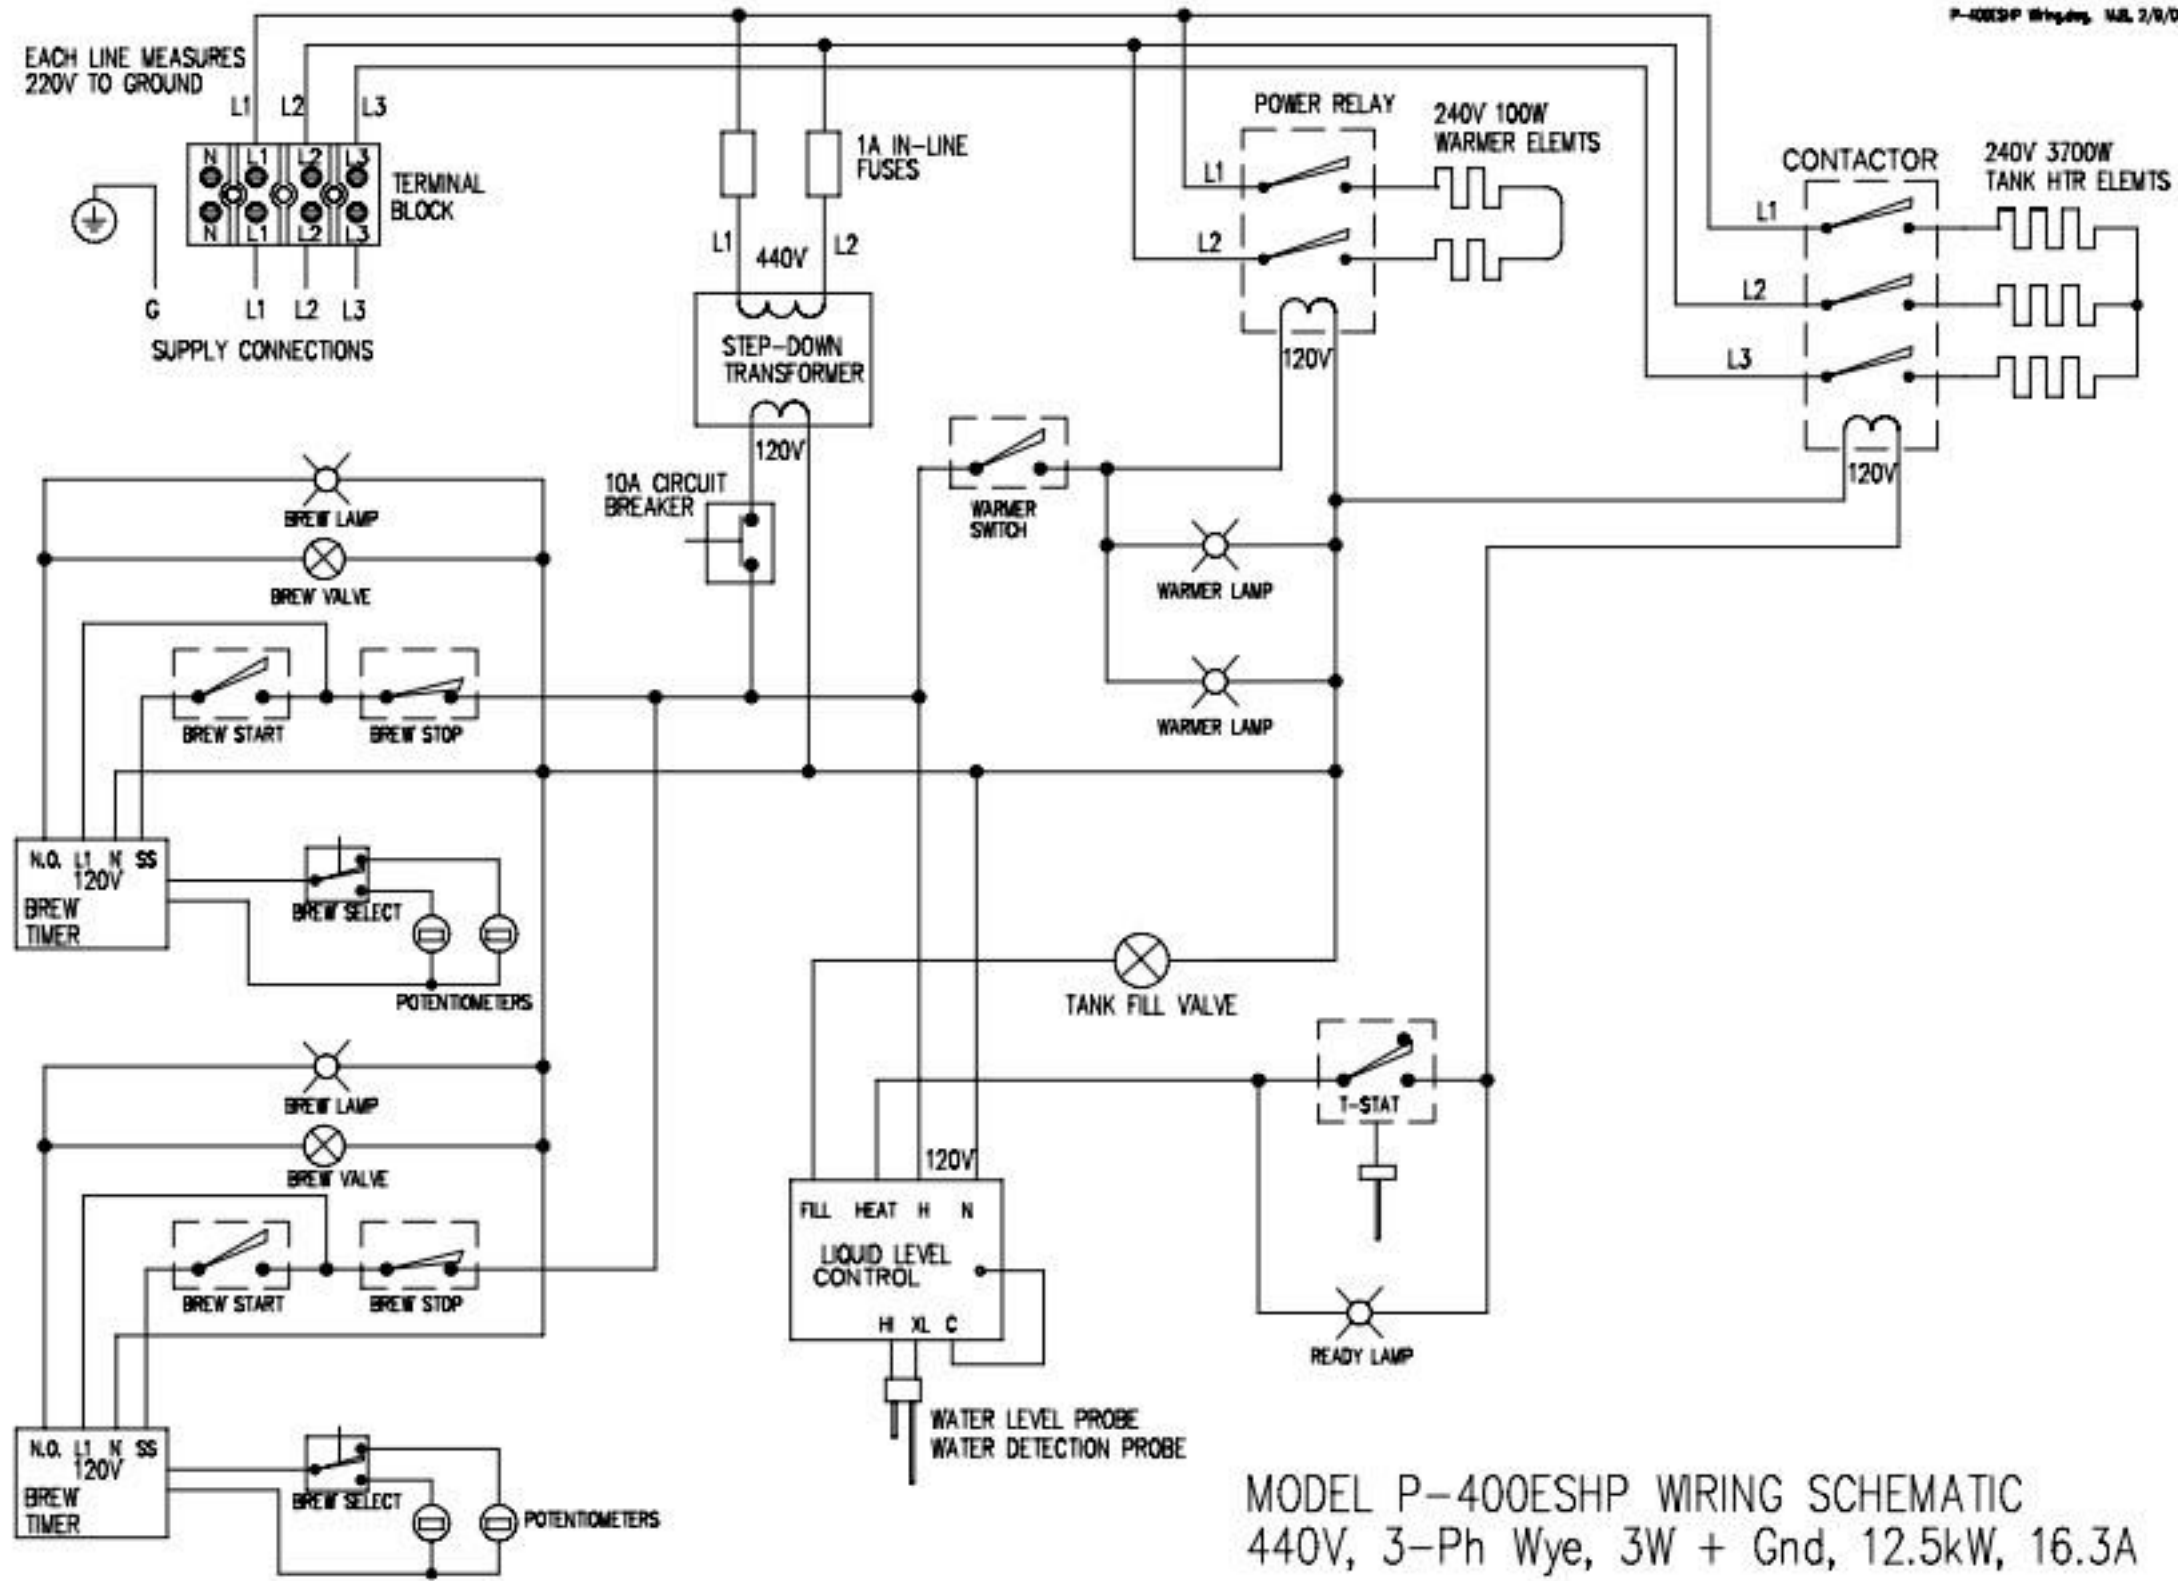 P-400ESHP Wiring.dwg,
EACH LINE MEASURES
220V TO GROUND
L1
L2
L3
N L1 L2 L3
N L1 L2 L3
TERMINAL
BLOCK
G
L1 L2 L3
SUPPLY CONNECTIONS
1A IN-LINE
FUSES
L1
440V
L2
STEP-DOWN
TRANSFORMER
120V
10A CIRCUIT
BREAKER
POWER RELAY
L1
L2
120V
240V 100W
WARMER ELEMTS
CONTACTOR
L1
L2
L3
120V
240V 3700W
TANK HTR ELEMTS
WARMER
SWITCH
WARMER LAMP
WARMER LAMP
BREW LAMP
BREW VALVE
BREW START
BREW STOP
N.O. L1 N SS
120V
BREW
TIMER
BREW SELECT
POTENTIOMETERS
BREW LAMP
BREW VALVE
BREW START
BREW STOP
N.O. L1 N SS
120V
BREW
TIMER
BREW SELECT
POTENTIOMETERS
TANK FILL VALVE
T-STAT
READY LAMP
120V
FILL HEAT H N
LIQUID LEVEL
CONTROL
HI XL C
WATER LEVEL PROBE
WATER DETECTION PROBE
MODEL P-400ESHP WIRING SCHEMATIC
440V, 3-Ph Wye, 3W + Gnd, 12.5kW, 16.3A